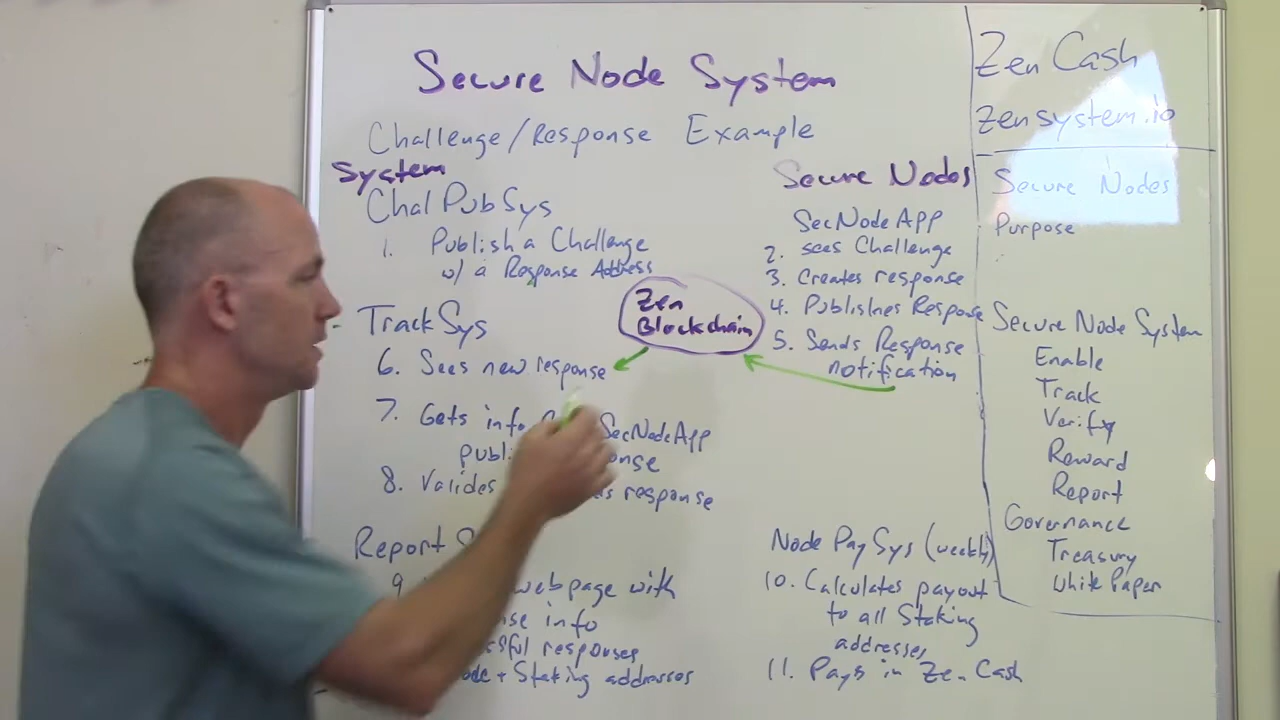 Secure Node System
Challenge/Response Example
System
ChalPubSys
1. Publish a Challenge
w/ a Response Address
TrackSys
6. Sees new response
7. Gets info SecNodeApp
8. Valides response
Report
9. webpage with
info
responses
+ Staking addresses
Zen
Blockchain
Secure Nodes
SecNodeApp
2. sees Challenge
3. Creates response
4. Publishes Response
5. Sends Response
notification
Node PaySys (weekly)
10. Calculates payout
to all Staking
addresses
11. Pays in Zen Cash
Zen Cash
zensystem.io
Secure Nodes
Purpose
Secure Node System
Enable
Track
Verify
Reward
Report
Governance
Treasury
White Paper